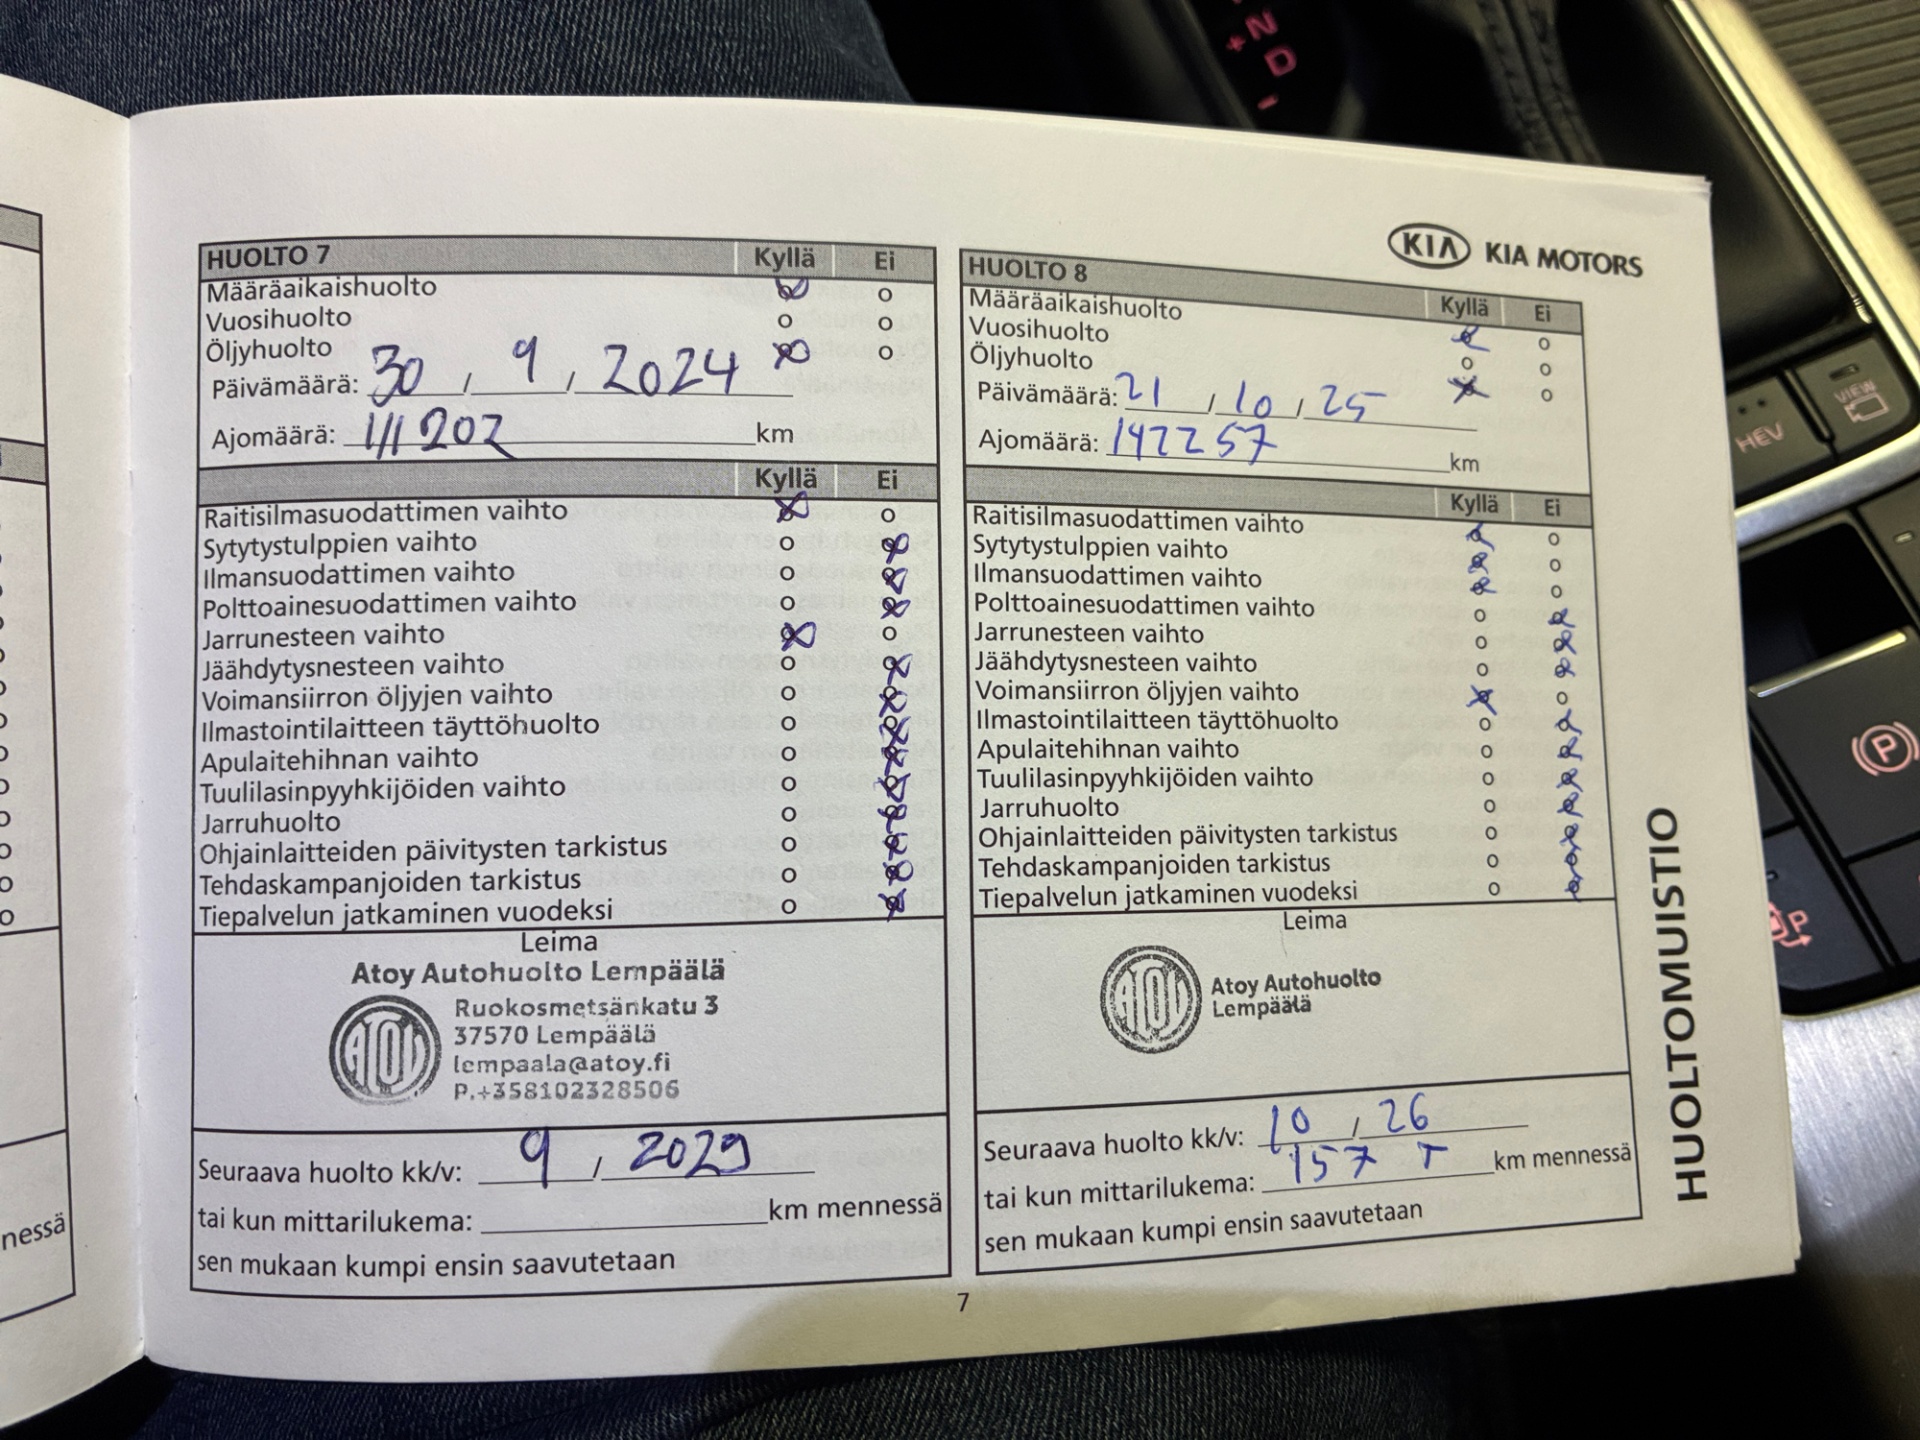 HUOLTO 7 Kyllä Ei
Määräaikaishuolto
Vuosihuolto
Öljyhuolto
Päivämäärä: 30 / 9 / 2024
Ajomäärä: 111 202 km
Kyllä Ei
Raitisilmasuodattimen vaihto
Sytytystulppien vaihto
Ilmansuodattimen vaihto
Polttoainesuodattimen vaihto
Jarrunesteen vaihto
Jäähdytysnesteen vaihto
Voimansiirron öljyjen vaihto
Ilmastointilaitteen täyttöhuolto
Apulaitehihnan vaihto
Tuulilasinpyyhkijöiden vaihto
Jarruhuolto
Ohjainlaitteiden päivitysten tarkistus
Tehdaskampanjoiden tarkistus
Tiepalvelun jatkaminen vuodeksi
Leima
Atoy Autohuolto Lempäälä
ATOY
Ruokosmetsänkatu 3
37570 Lempäälä
lempaala@atoy.fi
P.+358102328506
Seuraava huolto kk/v: 9 /
tai kun mittarilukema: km mennessä
sen mukaan kumpi ensin saavutetaan
KIA KIA MOTORS
HUOLTO 8 Kyllä Ei
Määräaikaishuolto
Vuosihuolto
Öljyhuolto
Päivämäärä: 21 / 10 / 25
Ajomäärä: 142257 km
Kyllä Ei
Raitisilmasuodattimen vaihto
Sytytystulppien vaihto
Ilmansuodattimen vaihto
Polttoainesuodattimen vaihto
Jarrunesteen vaihto
Jäähdytysnesteen vaihto
Voimansiirron öljyjen vaihto
Ilmastointilaitteen täyttöhuolto
Apulaitehihnan vaihto
Tuulilasinpyyhkijöiden vaihto
Jarruhuolto
Ohjainlaitteiden päivitysten tarkistus
Tehdaskampanjoiden tarkistus
Tiepalvelun jatkaminen vuodeksi
Leima
ATOY
Atoy Autohuolto
Lempäälä
Seuraava huolto kk/v: 10 / 26
tai kun mittarilukema: 157 T km mennessä
sen mukaan kumpi ensin saavutetaan
HUOLTOMUISTIO
7
nessä
N
+ D
-
HEV
VIEW
P
P